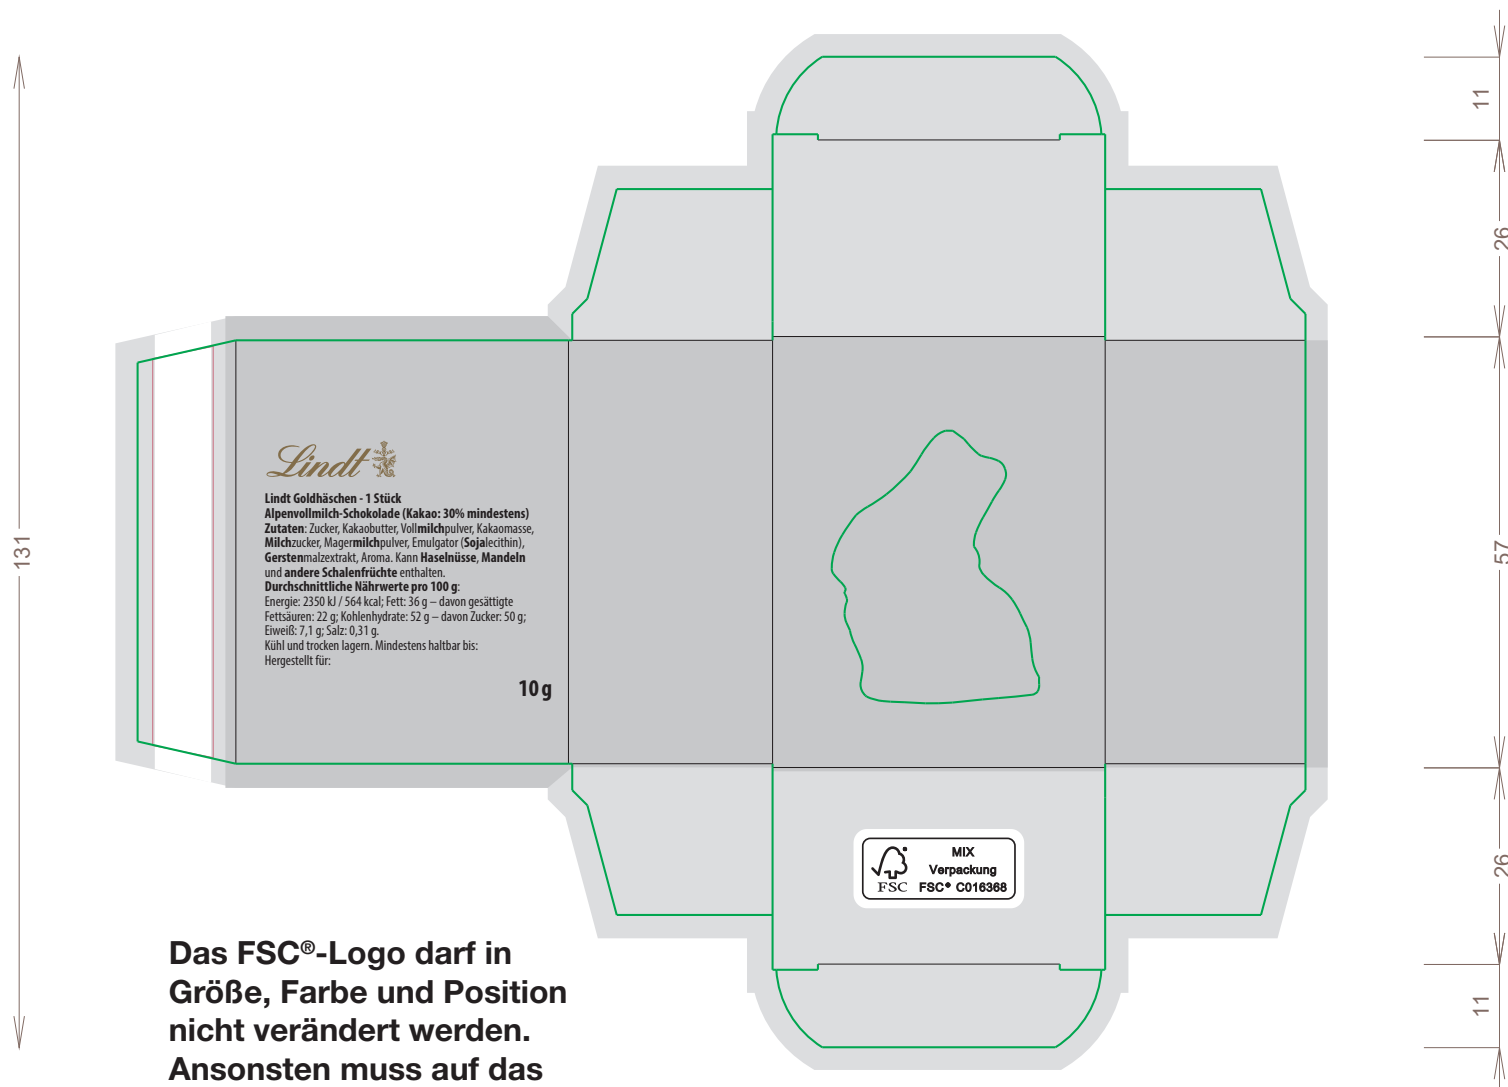 11
26
131
57
26
11
Lindt
Lindt Goldhäschen - 1 Stück
Alpenvollmilch-Schokolade (Kakao: 30% mindestens)
Zutaten: Zucker, Kakaobutter, Vollmilchpulver, Kakaomasse,
Milchzucker, Magermilchpulver, Emulgator (Sojalecithin),
Gerstenmalzextrakt, Aroma. Kann Haselnüsse, Mandeln
und andere Schalenfrüchte enthalten.
Durchschnittliche Nährwerte pro 100 g:
Energie: 2350 kJ / 564 kcal; Fett: 36 g – davon gesättigte
Fettsäuren: 22 g; Kohlenhydrate: 52 g – davon Zucker: 50 g;
Eiweiß: 7,1 g; Salz: 0,31 g.
Kühl und trocken lagern. Mindestens haltbar bis:
Hergestellt für:
10 g
MIX
Verpackung
FSC
FSC® C016368
Das FSC®-Logo darf in
Größe, Farbe und Position
nicht verändert werden.
Ansonsten muss auf das